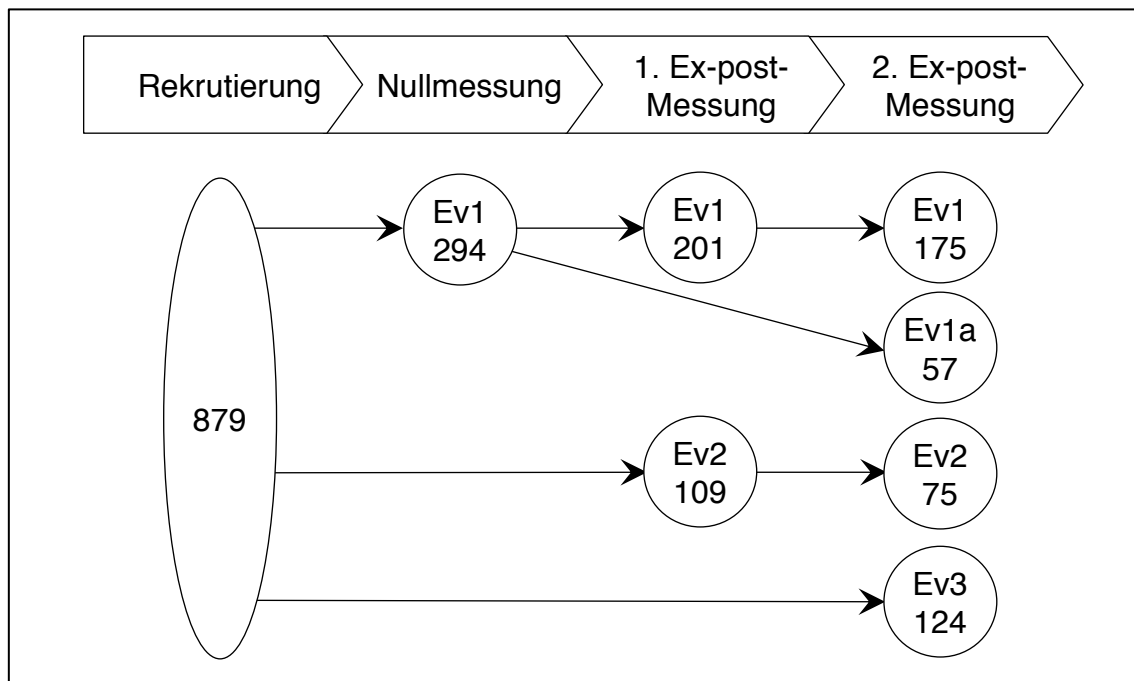 Rekrutierung
Nullmessung
1. Ex-post-
Messung
2. Ex-post-
Messung
Ev1
294
Ev1
201
Ev1
175
Ev1a
57
879
Ev2
109
Ev2
75
Ev3
124